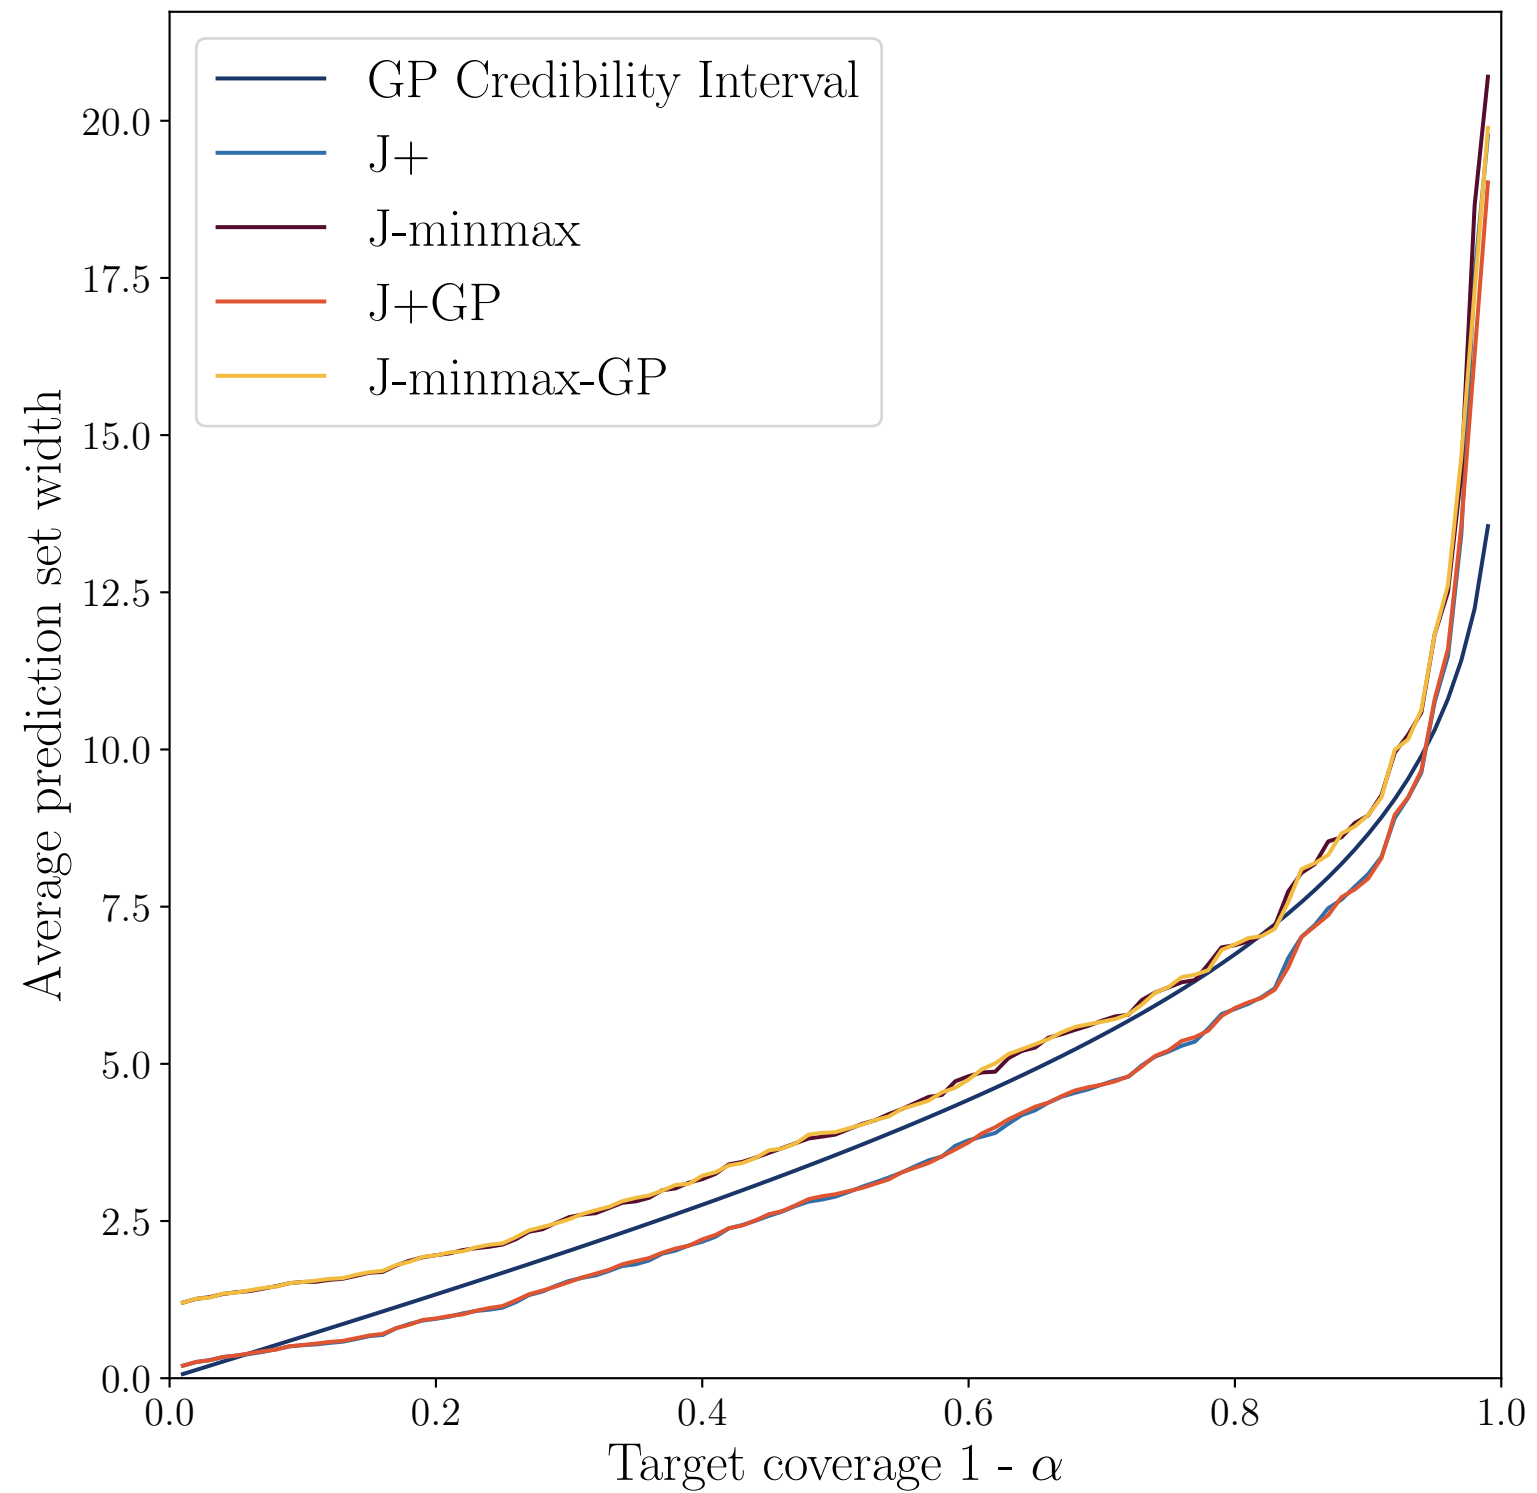 GP Credibility Interval
J+
J-minmax
J+GP
J-minmax-GP
Average prediction set width
20.0
17.5
15.0
12.5
10.0
7.5
5.0
2.5
0.0
0.0 0.2 0.4 0.6 0.8 1.0
Target coverage 1 - α